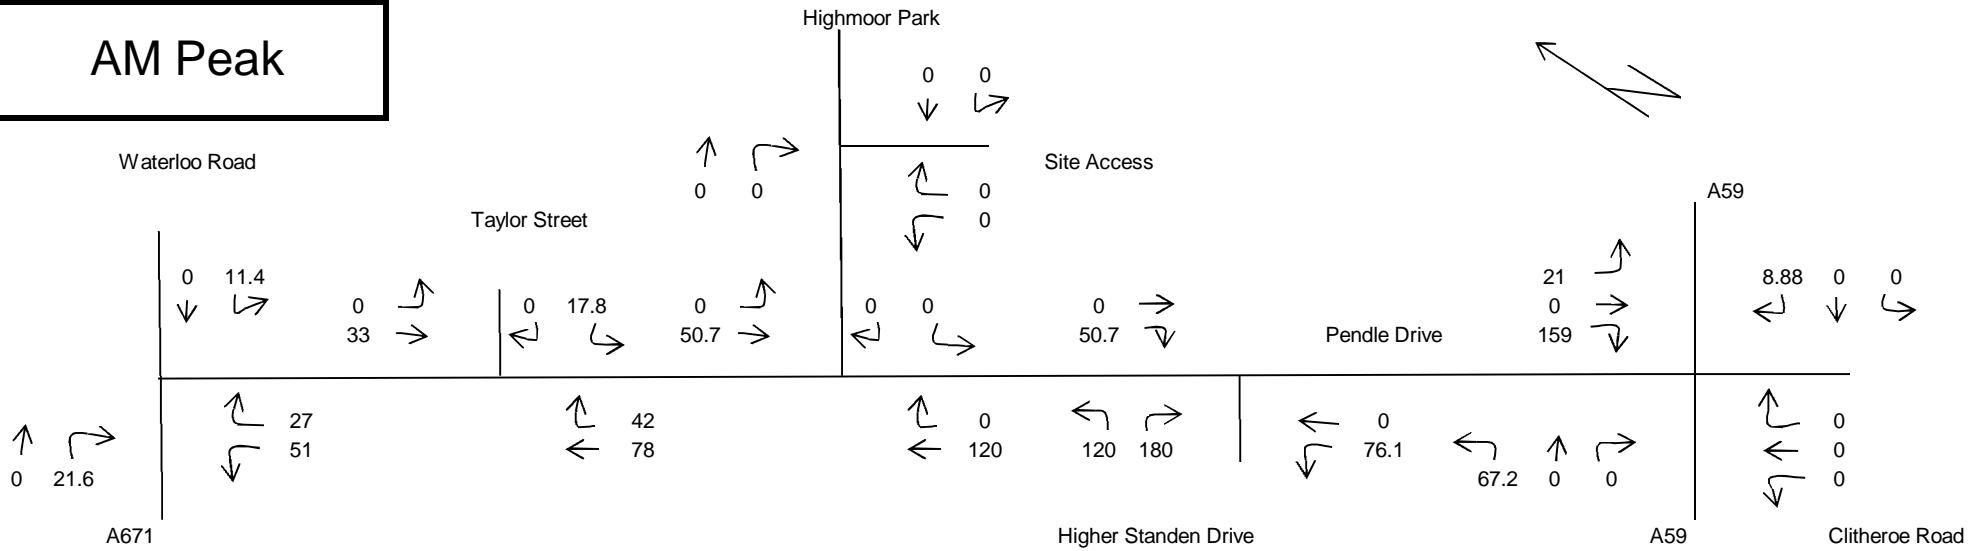 Highmoor Park
AM Peak
0 0
Waterloo Road
Site Access
0 0
0
A59
Taylor Street
0
0 11.4
21
8.88 0 0
0
0 17.8
0
0 0
0
0
33
50.7
50.7
Pendle Drive
159
27
42
0
0
0
51
78
120
120 180
76.1
0
0 21.6
67.2 0 0
0
A671
Higher Standen Drive
A59
Clitheroe Road